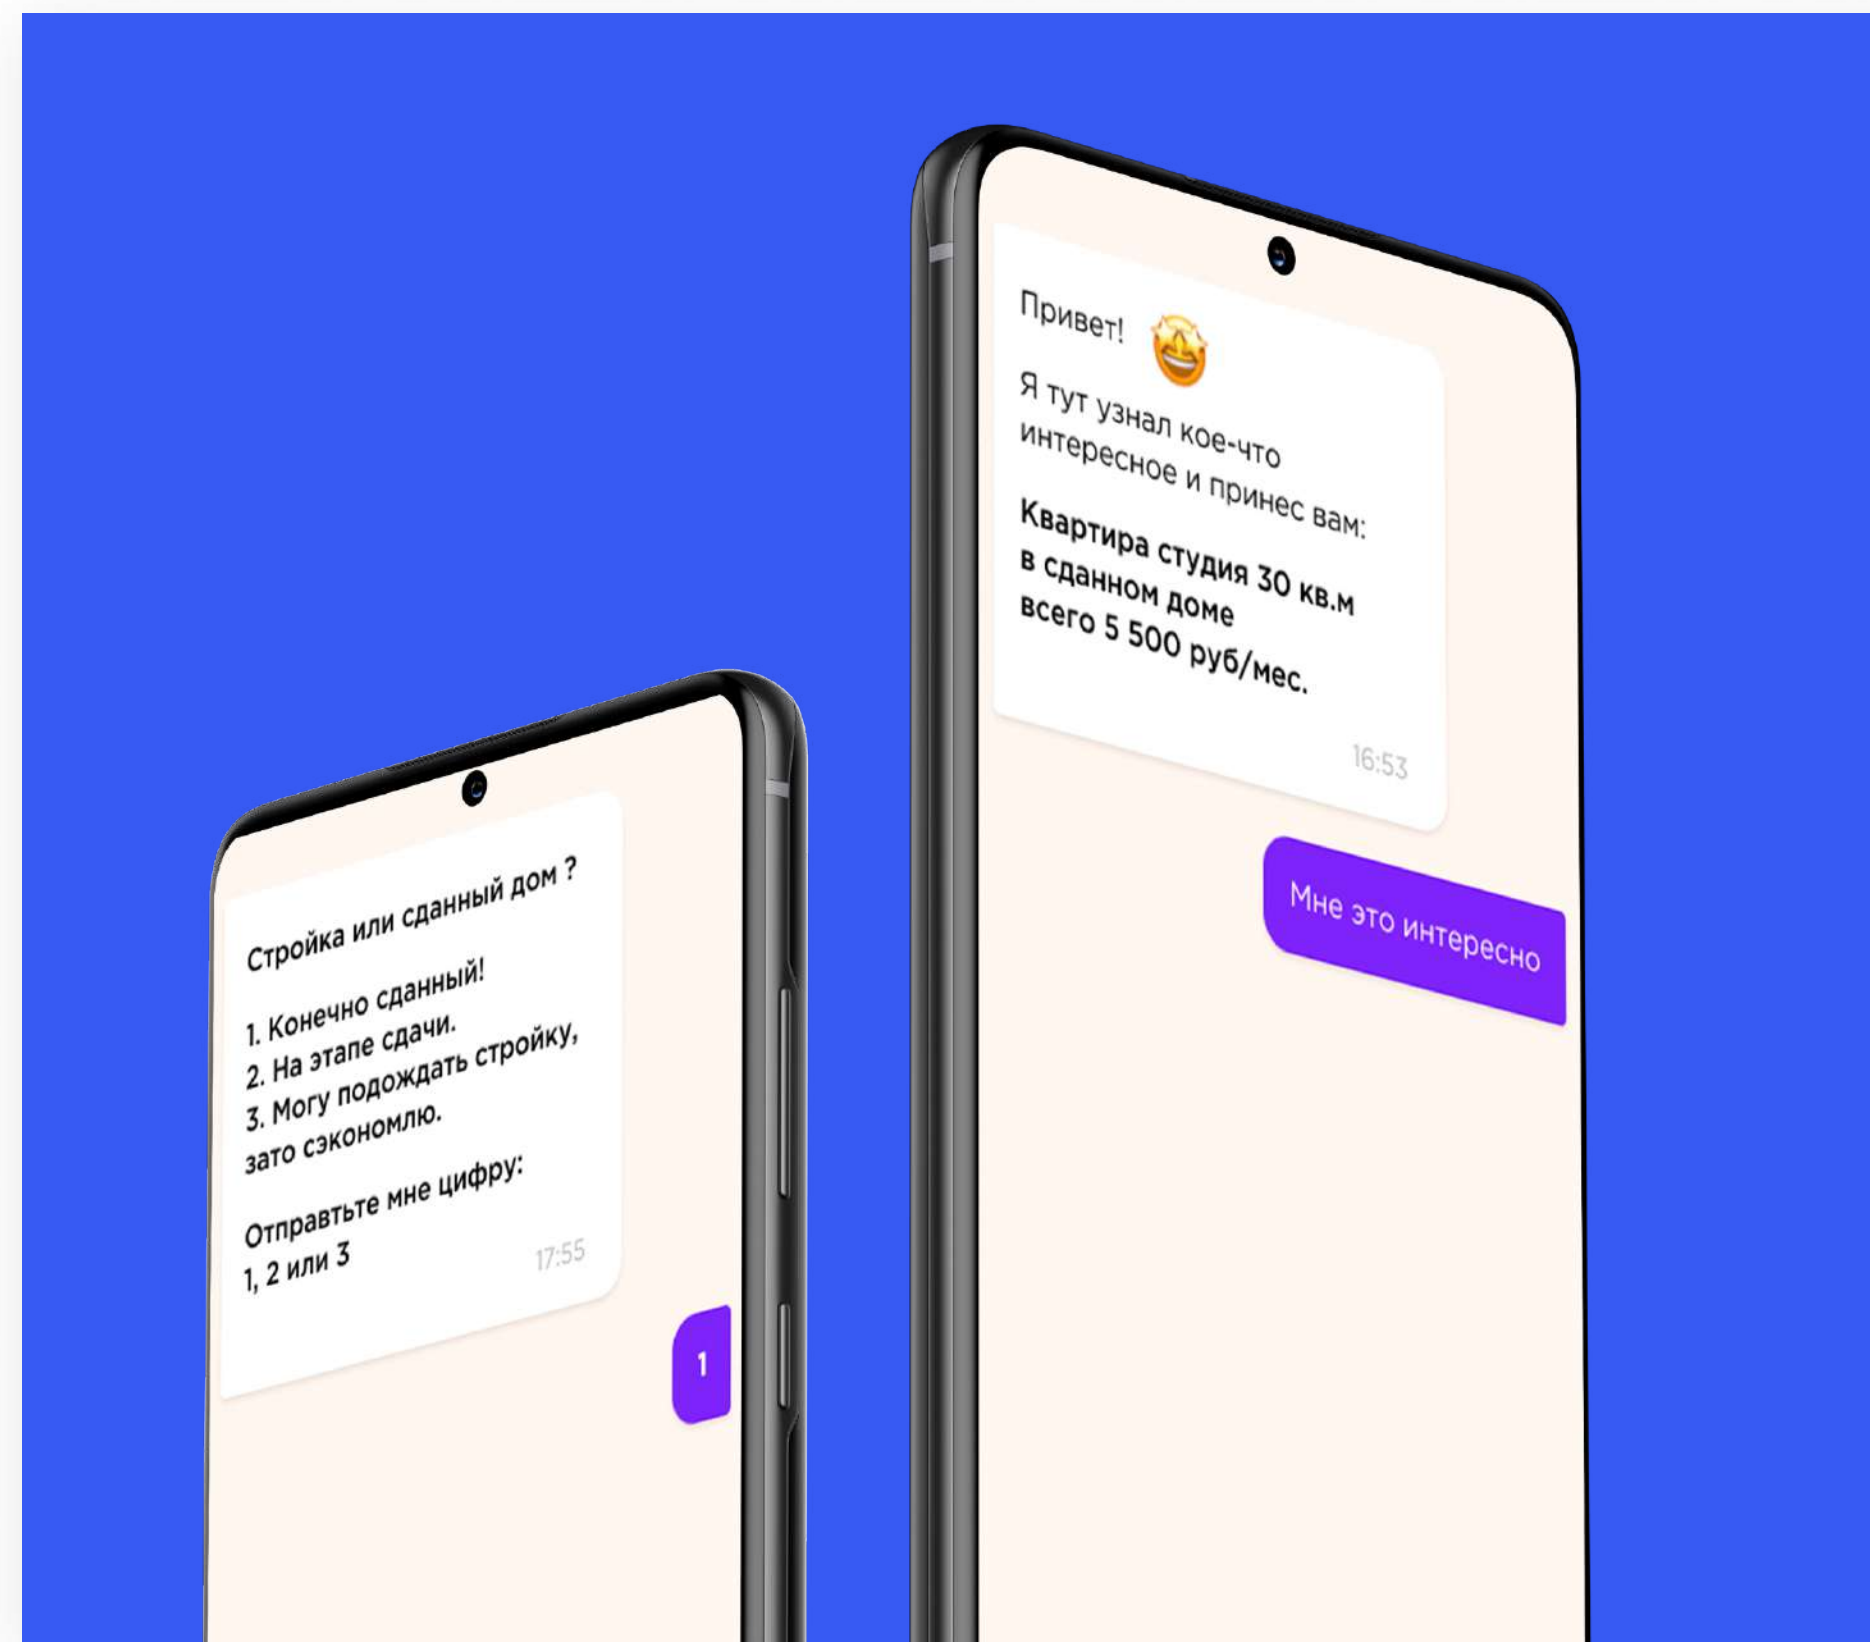 Привет!
Я тут узнал кое-что
интересное и принес вам:
Квартира студия 30 кв.м
в сданном доме
всего 5 500 руб/мес.
16:53
Мне это интересно
Стройка или сданный дом ?
1. Конечно сданный!
2. На этапе сдачи.
3. Могу подождать стройку,
зато сэкономлю.
Отправтьте мне цифру:
1, 2 или 3
17:55
1